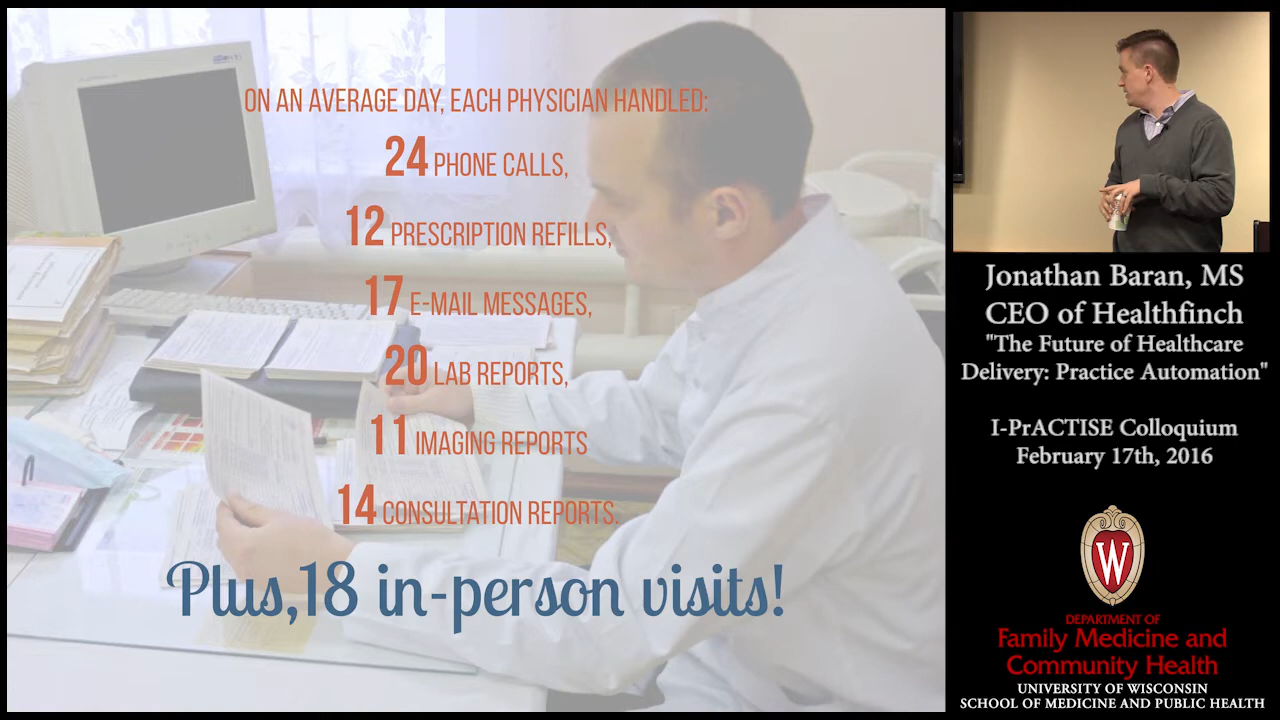 ON AN AVERAGE DAY, EACH PHYSICIAN HANDLED:
24 PHONE CALLS,
12 PRESCRIPTION REFILLS,
17 E-MAIL MESSAGES,
20 LAB REPORTS,
11 IMAGING REPORTS
14 CONSULTATION REPORTS.
Plus,18 in-person visits!
Jonathan Baran, MS
CEO of Healthfinch
"The Future of Healthcare
Delivery: Practice Automation"
I-PrACTISE Colloquium
February 17th, 2016
W
DEPARTMENT OF
Family Medicine and
Community Health
UNIVERSITY OF WISCONSIN
SCHOOL OF MEDICINE AND PUBLIC HEALTH